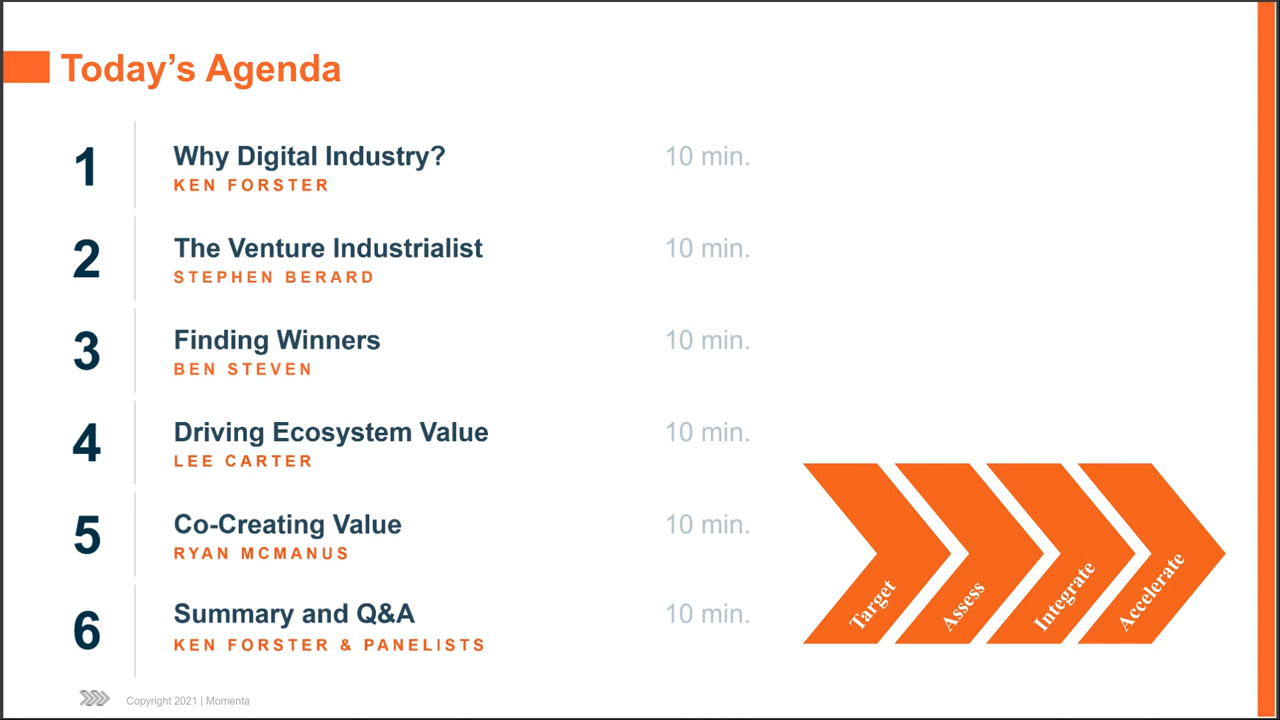 Today’s Agenda
1
Why Digital Industry?
10 min.
KEN FORSTER
2
The Venture Industrialist
10 min.
STEPHEN BERARD
3
Finding Winners
10 min.
BEN STEVEN
4
Driving Ecosystem Value
10 min.
LEE CARTER
5
Co-Creating Value
10 min.
RYAN MCMANUS
6
Summary and Q&A
10 min.
KEN FORSTER & PANELISTS
Target
Assess
Integrate
Accelerate
Copyright 2021 | Momenta